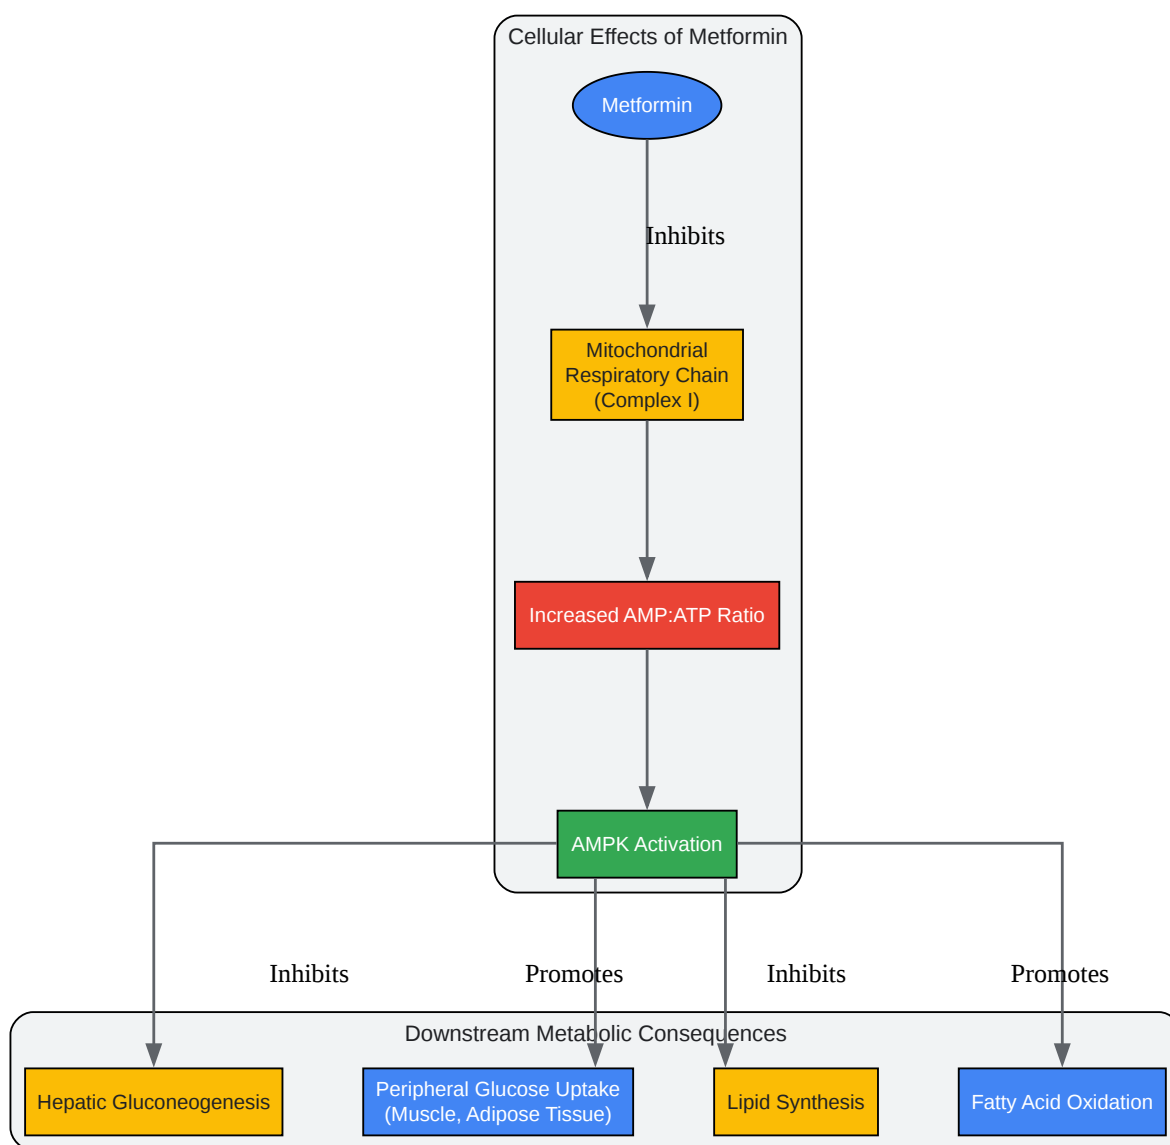 Cellular Effects of Metformin
Metformin
Inhibits
Mitochondrial
Respiratory Chain
(Complex I)
Increased AMP:ATP Ratio
AMPK Activation
Inhibits
Promotes
Inhibits
Promotes
Downstream Metabolic Consequences
Hepatic Gluconeogenesis
Peripheral Glucose Uptake
(Muscle, Adipose Tissue)
Lipid Synthesis
Fatty Acid Oxidation